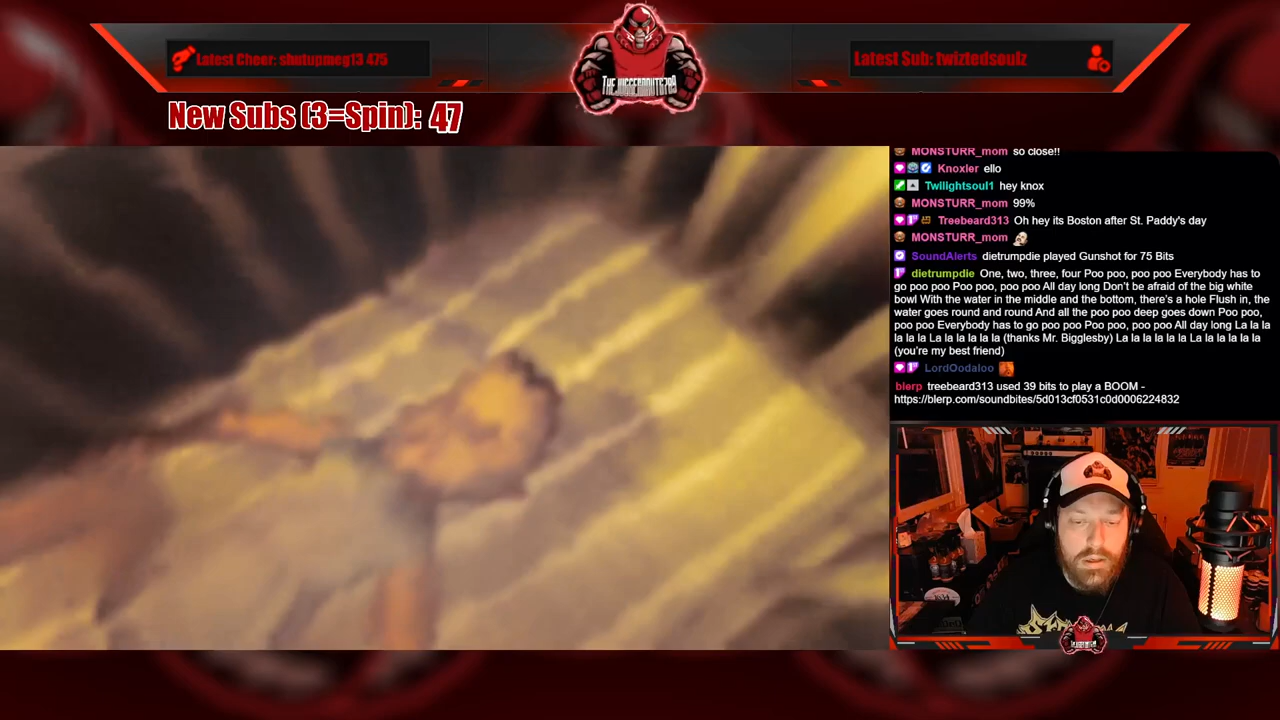 Latest Cheer: shutupmeg13 475
THEJUGGERNAUT6789
Latest Sub: twiztedsoulz
New Subs (3=Spin): 47
MONSTURR_mom so close!!
Knoxler ello
Twilightsoul1 hey knox
MONSTURR_mom 99%
Treebeard313 Oh hey its Boston after St. Paddy's day
MONSTURR_mom
SoundAlerts dietrumpdie played Gunshot for 75 Bits
dietrumpdie One, two, three, four Poo poo, poo poo Everybody has to
go poo poo Poo poo, poo poo All day long Don't be afraid of the big white
bowl With the water in the middle and the bottom, there's a hole Flush in, the
water goes round and round And all the poo poo deep goes down Poo poo,
poo poo Everybody has to go poo poo Poo poo, poo poo All day long La la la
la la la La la la la la la (thanks Mr. Bigglesby) La la la la la la La la la la la la
(you're my best friend)
LordOodaloo
blerp treebeard313 used 39 bits to play a BOOM -
https://blerp.com/soundbites/5d013cf0531c0d0006224832